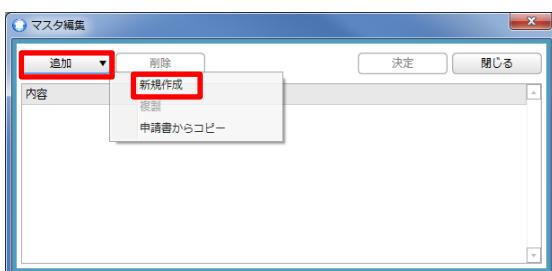 マスタ編集
追加 ▼ 削除 決定 閉じる
内容
新規作成
複製
申請書からコピー